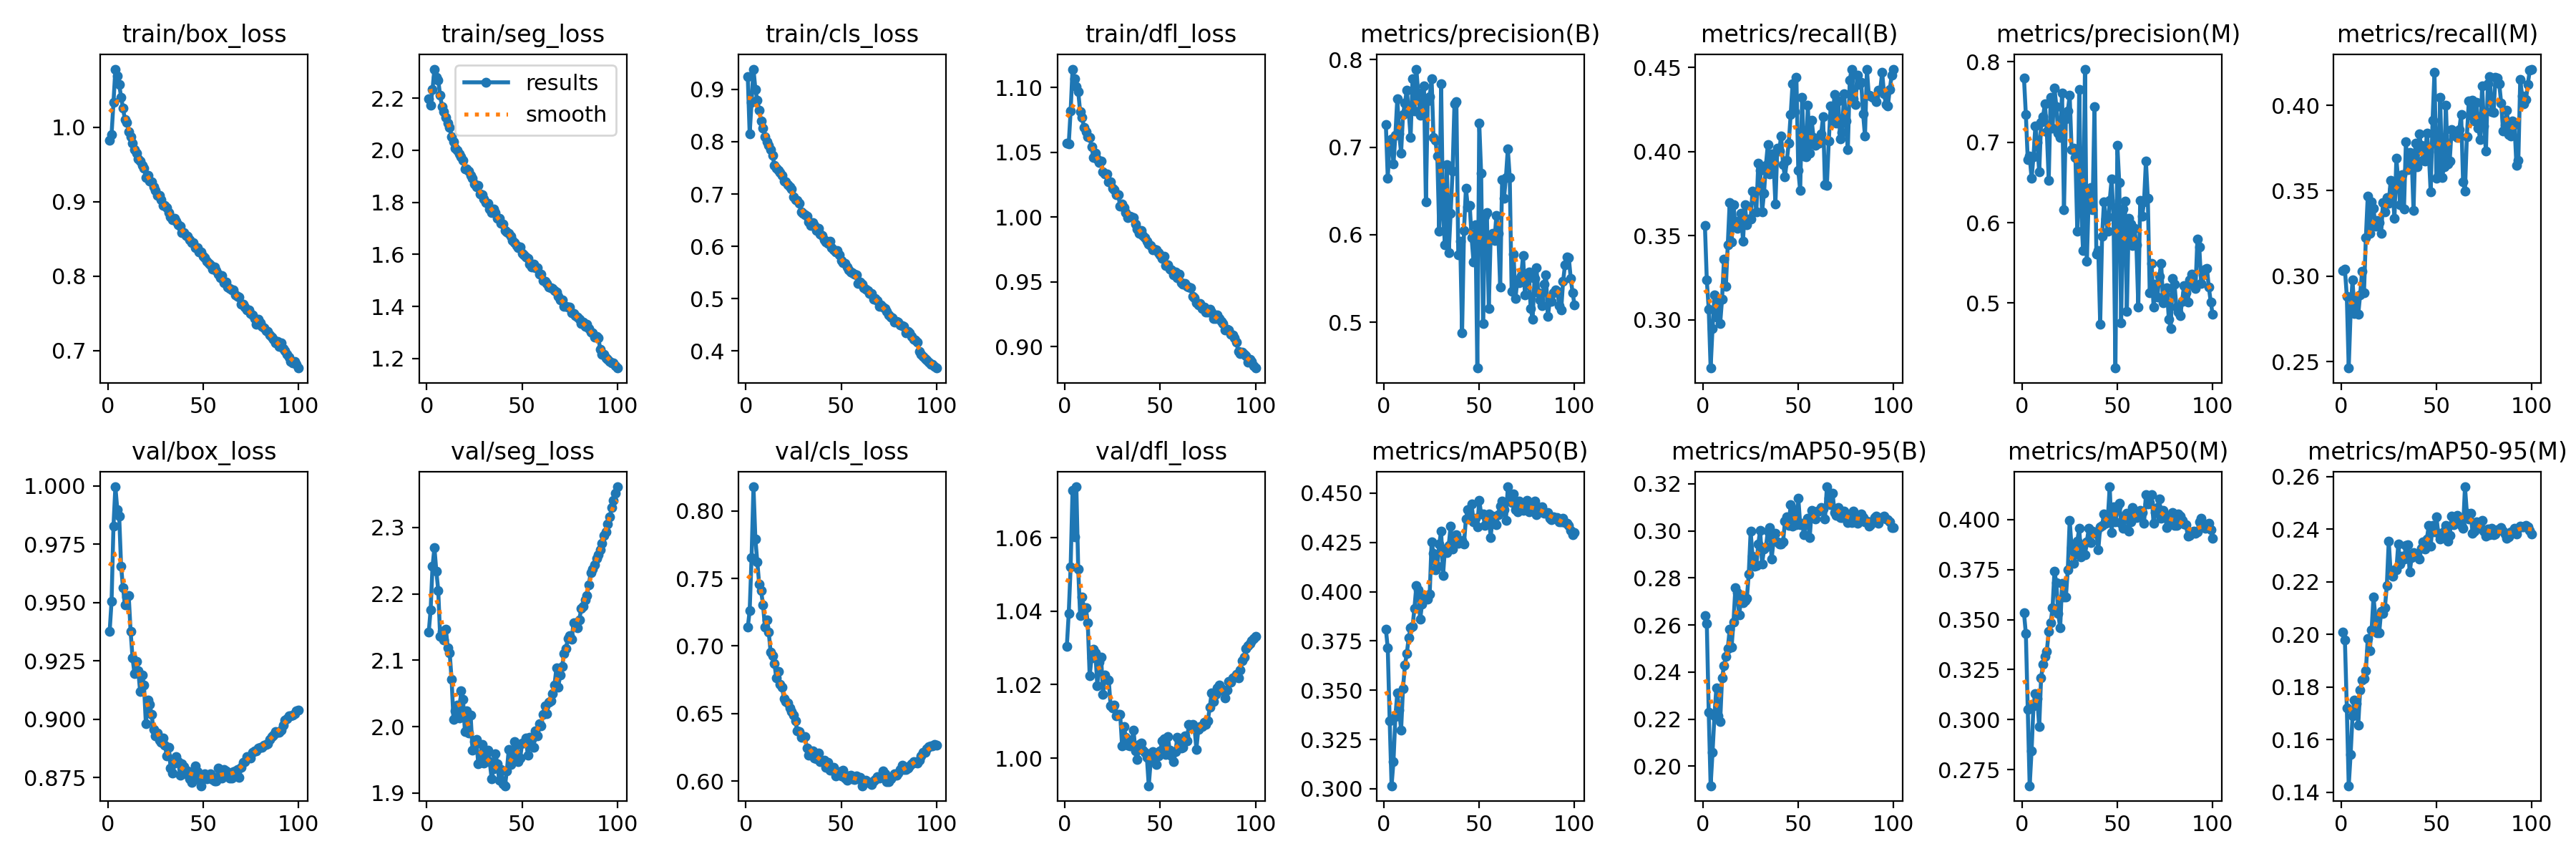 train/box_loss
train/seg_loss
train/cls_loss
train/dfl_loss
metrics/precision(B)
metrics/recall(B)
metrics/precision(M)
metrics/recall(M)
results
smooth
1.0
0.9
0.8
0.7
0 50 100
2.2
2.0
1.8
1.6
1.4
1.2
0 50 100
0.9
0.8
0.7
0.6
0.5
0.4
0 50 100
1.10
1.05
1.00
0.95
0.90
0 50 100
0.8
0.7
0.6
0.5
0 50 100
0.45
0.40
0.35
0.30
0 50 100
0.8
0.7
0.6
0.5
0 50 100
0.40
0.35
0.30
0.25
0 50 100
val/box_loss
val/seg_loss
val/cls_loss
val/dfl_loss
metrics/mAP50(B)
metrics/mAP50-95(B)
metrics/mAP50(M)
metrics/mAP50-95(M)
1.000
0.975
0.950
0.925
0.900
0.875
0 50 100
2.3
2.2
2.1
2.0
1.9
0 50 100
0.80
0.75
0.70
0.65
0.60
0 50 100
1.06
1.04
1.02
1.00
0 50 100
0.450
0.425
0.400
0.375
0.350
0.325
0.300
0 50 100
0.32
0.30
0.28
0.26
0.24
0.22
0.20
0 50 100
0.400
0.375
0.350
0.325
0.300
0.275
0 50 100
0.26
0.24
0.22
0.20
0.18
0.16
0.14
0 50 100